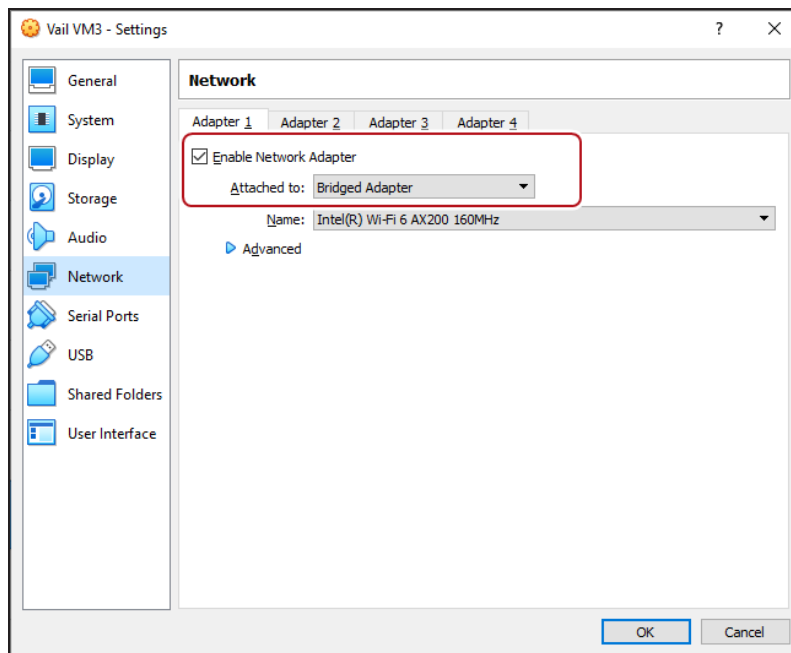 Vail VM3 - Settings
?
General
System
Display
Storage
Audio
Network
Serial Ports
USB
Shared Folders
User Interface
Network
Adapter 1 Adapter 2 Adapter 3 Adapter 4
Enable Network Adapter
Attached to: Bridged Adapter
Name: Intel(R) Wi-Fi 6 AX200 160MHz
Advanced
OK Cancel